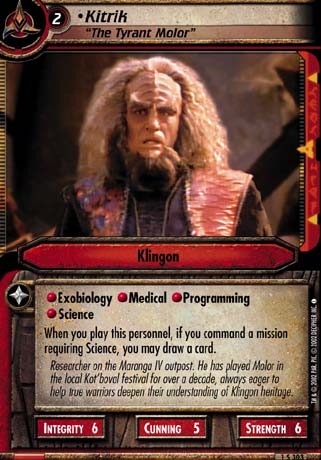 2 •Kitrik
"The Tyrant Molor"
Klingon
Exobiology Medical Programming
Science
When you play this personnel, if you command a mission
requiring Science, you may draw a card.
Researcher on the Maranga IV outpost. He has played Molor in
the local Kot'baval festival for over a decade, always eager to
help true warriors deepen their understanding of Klingon heritage.
INTEGRITY 6 CUNNING 5 STRENGTH 6